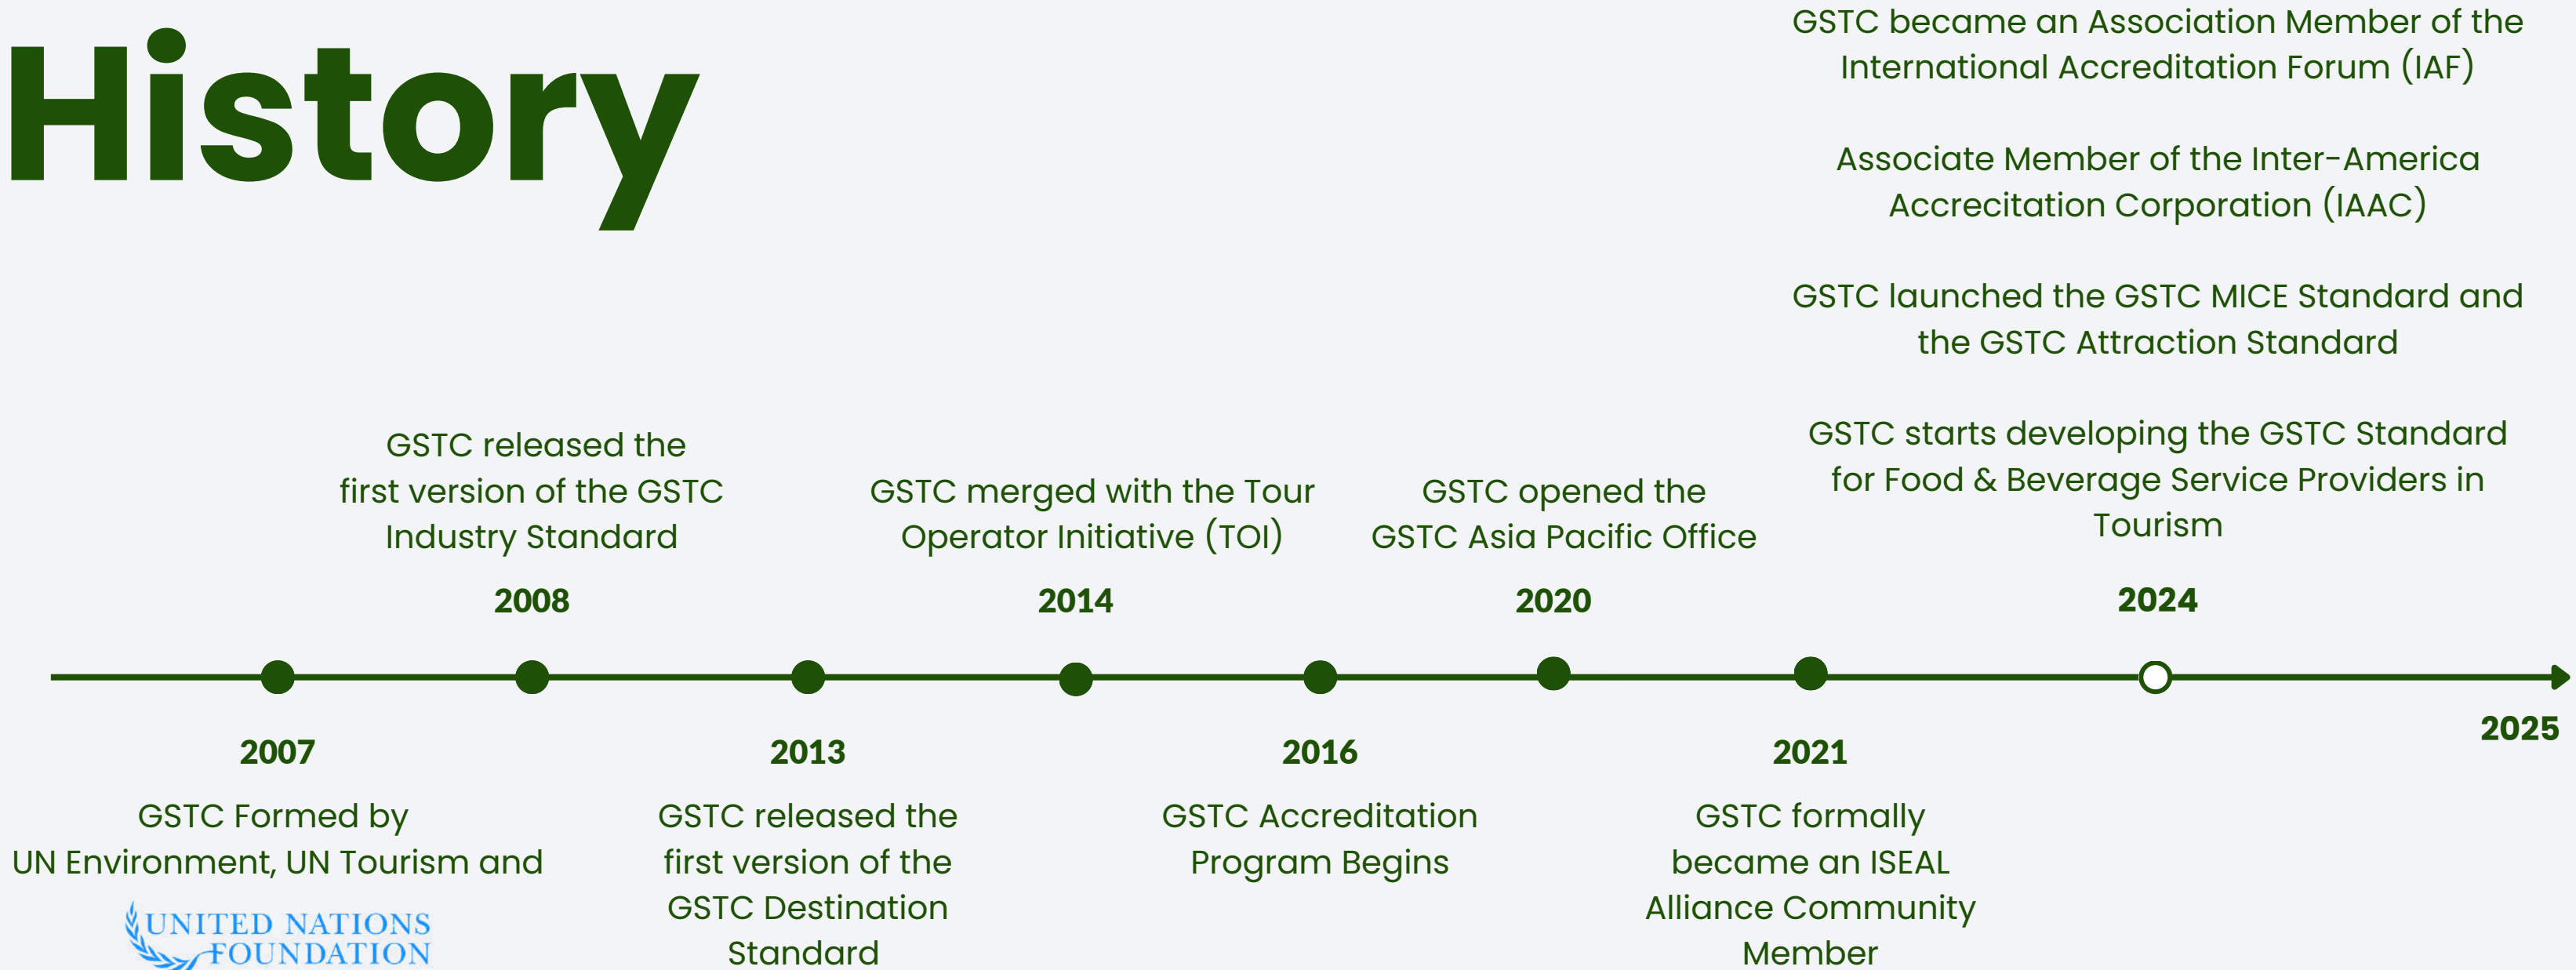 History
2007
GSTC Formed by
UN Environment, UN Tourism and
UNITED NATIONS
FOUNDATION
GSTC released the
first version of the GSTC
Industry Standard
2008
2013
GSTC released the
first version of the
GSTC Destination
Standard
GSTC merged with the Tour
Operator Initiative (TOI)
2014
2016
GSTC Accreditation
Program Begins
GSTC opened the
GSTC Asia Pacific Office
2020
2021
GSTC formally
became an ISEAL
Alliance Community
Member
GSTC became an Association Member of the
International Accreditation Forum (IAF)
Associate Member of the Inter-America
Accrecitation Corporation (IAAC)
GSTC launched the GSTC MICE Standard and
the GSTC Attraction Standard
GSTC starts developing the GSTC Standard
for Food & Beverage Service Providers in
Tourism
2024
2025